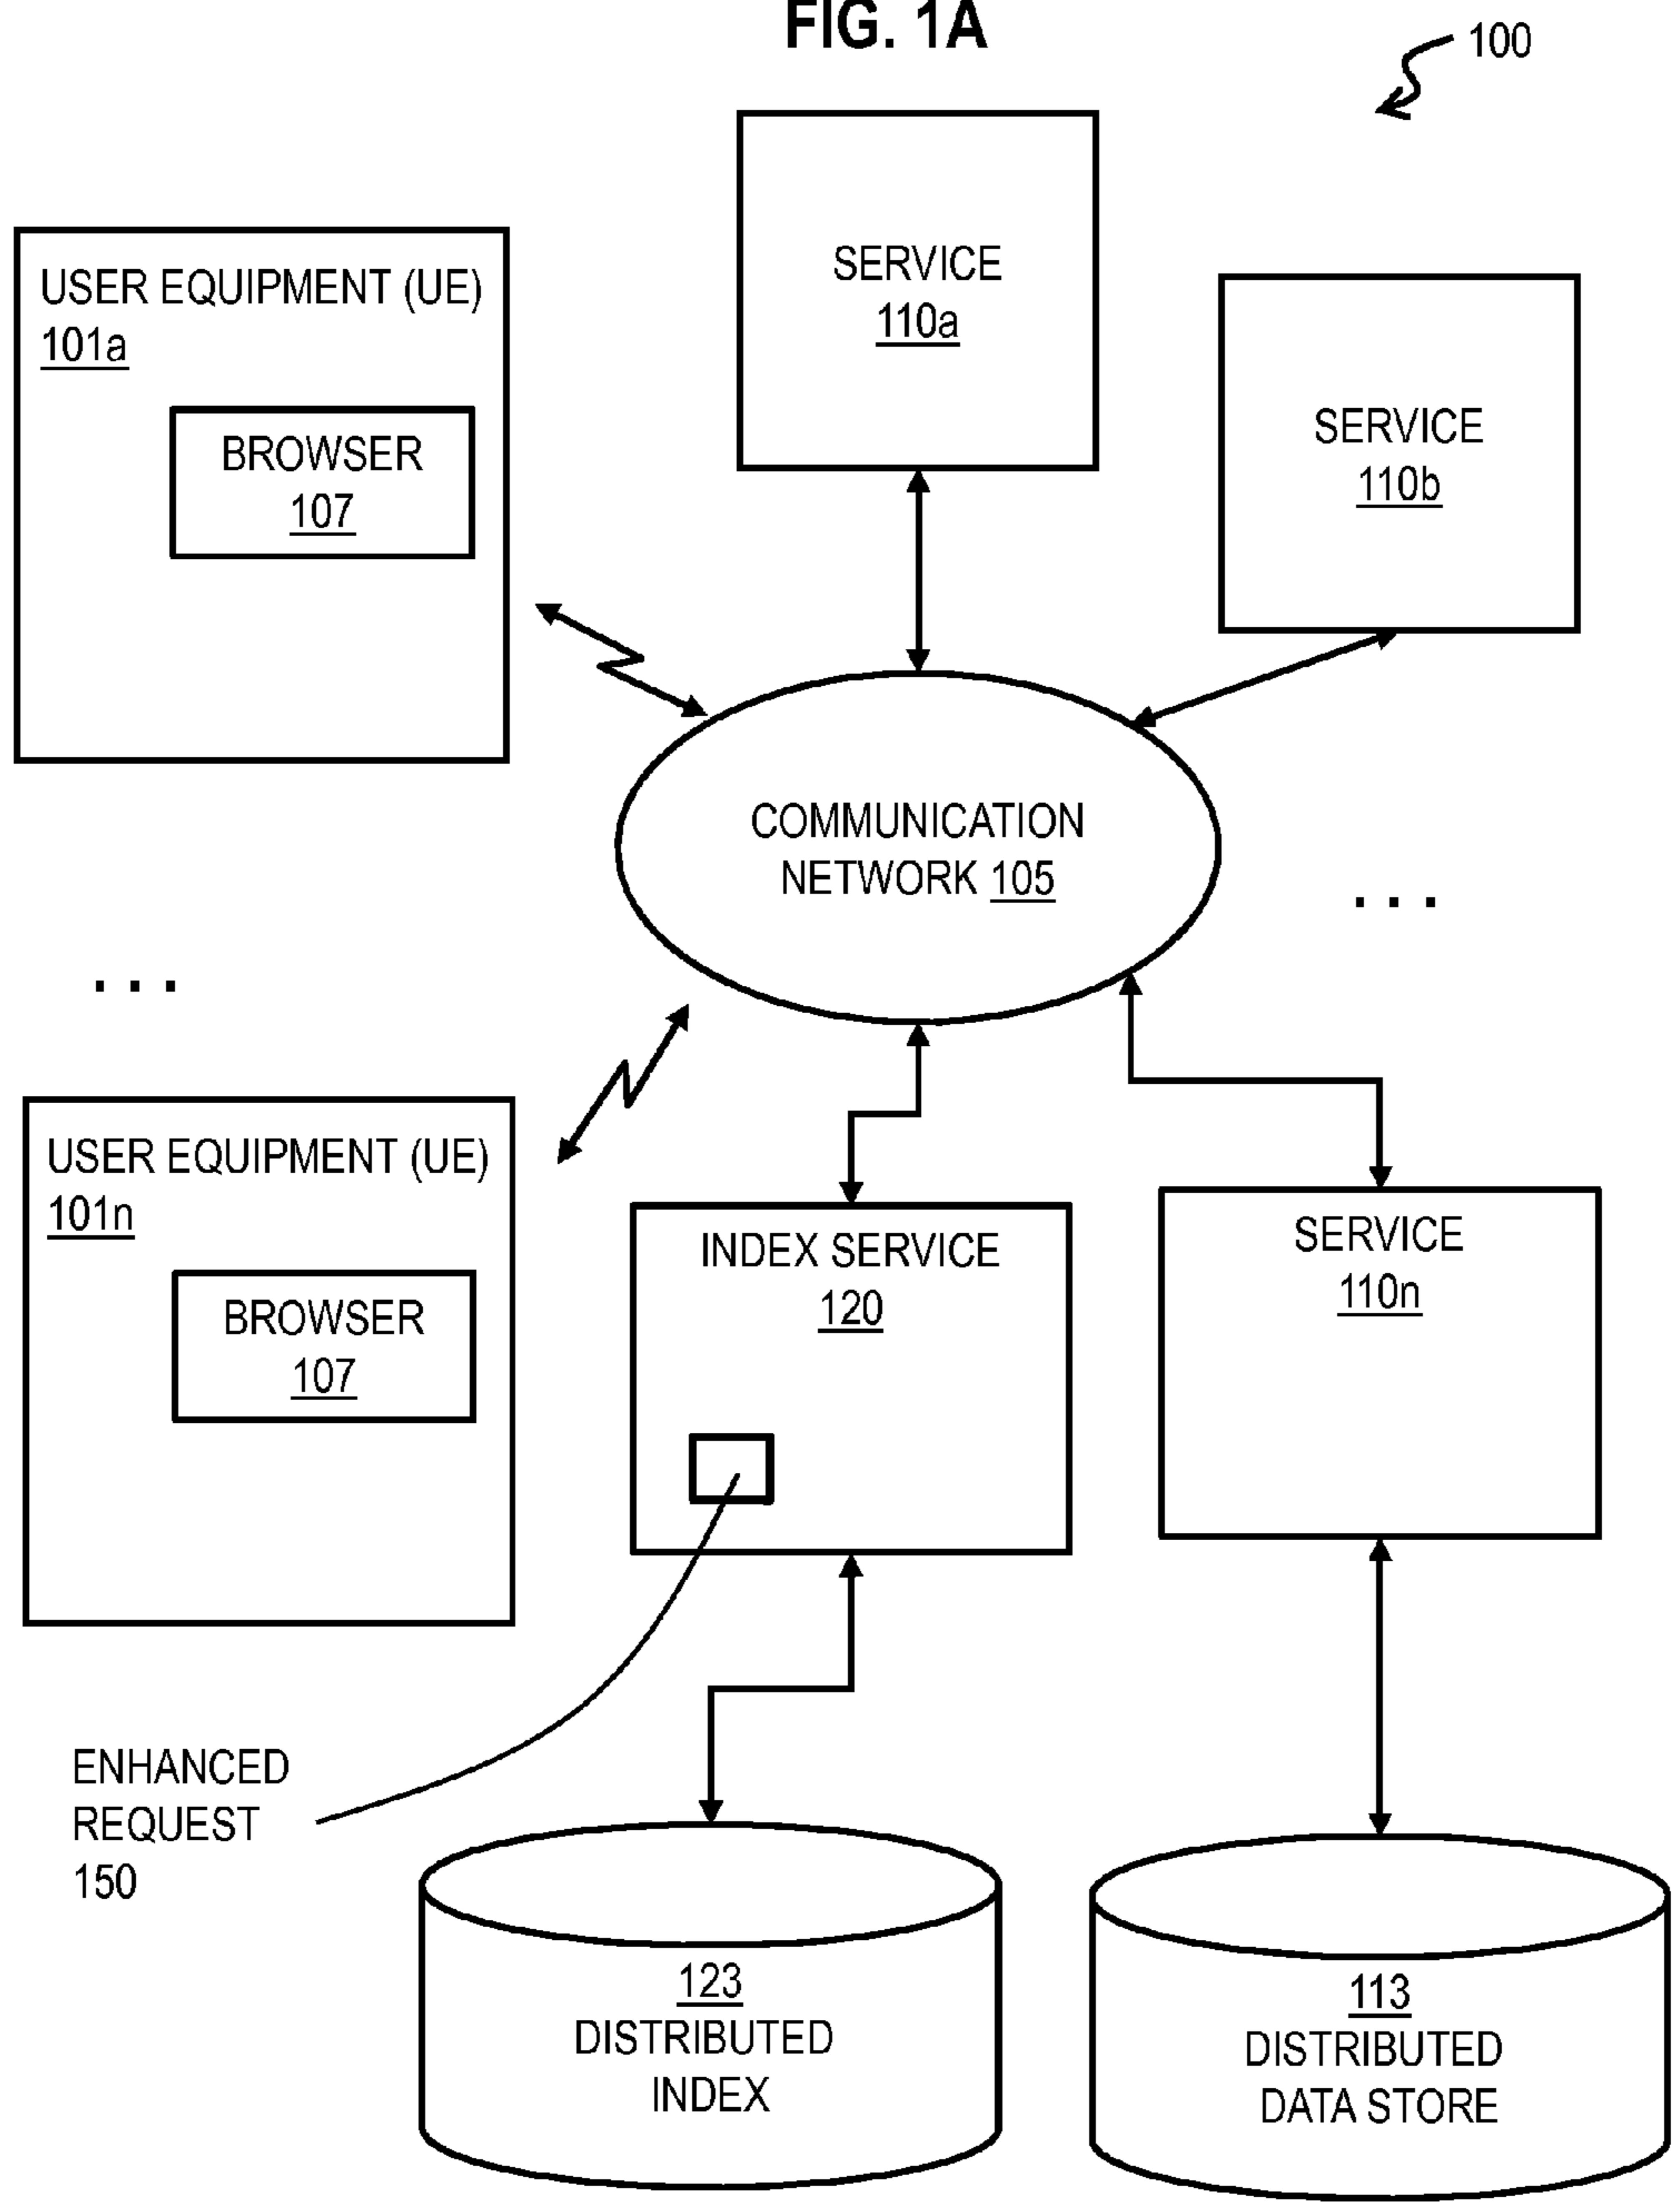 FIG. 1A
100
SERVICE
110a
USER EQUIPMENT (UE)
101a
BROWSER
107
SERVICE
110b
COMMUNICATION
NETWORK 105
. . .
. . .
USER EQUIPMENT (UE)
101n
BROWSER
107
INDEX SERVICE
120
SERVICE
110n
ENHANCED
REQUEST
150
123
DISTRIBUTED
INDEX
113
DISTRIBUTED
DATA STORE